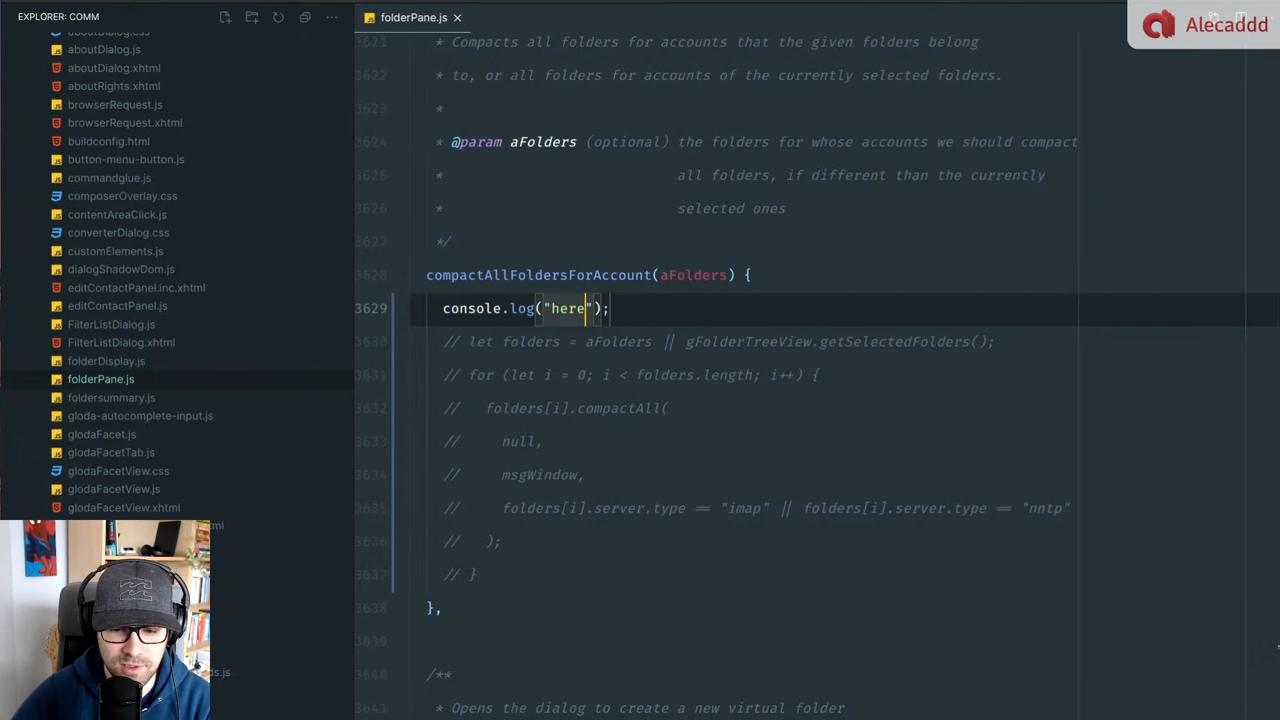 EXPLORER: COMM
folderPane.js
Alecaddd
aboutDialog.css
aboutDialog.js
aboutDialog.xhtml
aboutRights.xhtml
browserRequest.js
browserRequest.xhtml
buildconfig.html
button-menu-button.js
commandglue.js
composerOverlay.css
contentAreaClick.js
converterDialog.css
customElements.js
dialogShadowDom.js
editContactPanel.inc.xhtml
editContactPanel.js
FilterListDialog.js
FilterListDialog.xhtml
folderDisplay.js
folderPane.js
foldersummary.js
gloda-autocomplete-input.js
glodaFacet.js
glodaFacetTab.js
glodaFacetView.css
glodaFacetView.js
glodaFacetView.xhtml
html
ds.js
3621 * Compacts all folders for accounts that the given folders belong
3622 * to, or all folders for accounts of the currently selected folders.
3623 *
3624 * @param aFolders (optional) the folders for whose accounts we should compact
3625 * all folders, if different than the currently
3626 * selected ones
3627 */
3628 compactAllFoldersForAccount(aFolders) {
3629 console.log("here");
3630 // let folders = aFolders || gFolderTreeView.getSelectedFolders();
3631 // for (let i = 0; i < folders.length; i++) {
3632 // folders[i].compactAll(
3633 // null,
3634 // msgWindow,
3635 // folders[i].server.type == "imap" || folders[i].server.type == "nntp"
3636 // );
3637 // }
3638 },
3639
3640 /**
3641 * Opens the dialog to create a new virtual folder